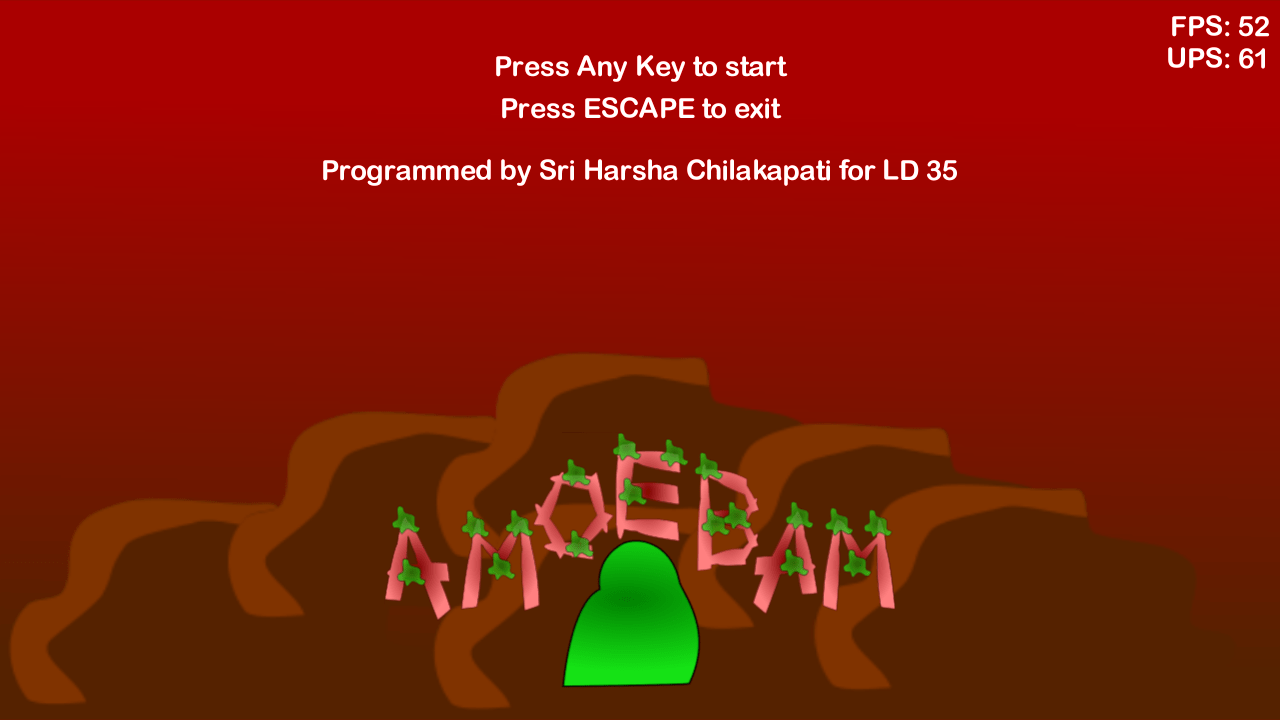 FPS: 52
UPS: 61
Press Any Key to start
Press ESCAPE to exit
Programmed by Sri Harsha Chilakapati for LD 35
AMOEBAM